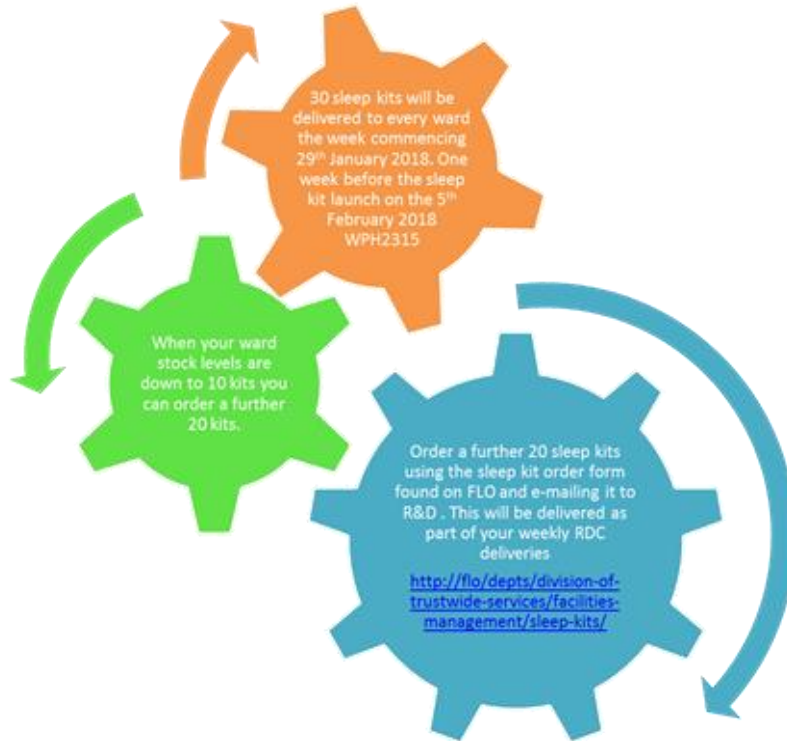 30 sleep kits will be
delivered to every ward
the week commencing
29th January 2018. One
week before the sleep
kit launch on the 5th
February 2018
WPH2315
When your ward
stock levels are
down to 10 kits you
can order a further
20 kits.
Order a further 20 sleep kits
using the sleep kit order form
found on FLO and e-mailing it to
R&D . This will be delivered as
part of your weekly RDC
deliveries
http://flo/depts/division-of-
trustwide-services/facilities-
management/sleep-kits/